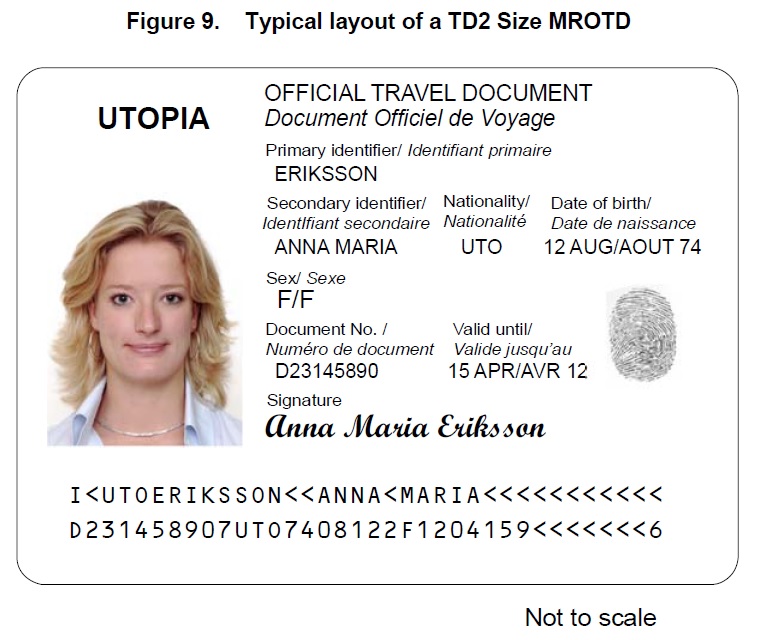 Figure 9. Typical layout of a TD2 Size MROTD
UTOPIA
OFFICIAL TRAVEL DOCUMENT
Document Officiel de Voyage
Primary identifier/ Identifiant primaire
ERIKSSON
Secondary identifier/ Nationality/ Date of birth/
IdentIfiant secondaire Nationalité Date de naissance
ANNA MARIA UTO 12 AUG/AOUT 74
Sex/ Sexe
F/F
Document No. / Valid until/
Numéro de document Valide jusqu'au
D23145890 15 APR/AVR 12
Signature
Anna Maria Eriksson
I<UTOERIKSSON<<ANNA<MARIA<<<<<<<<<<<
D231458907UTO7408122F1204159<<<<<<<6
Not to scale